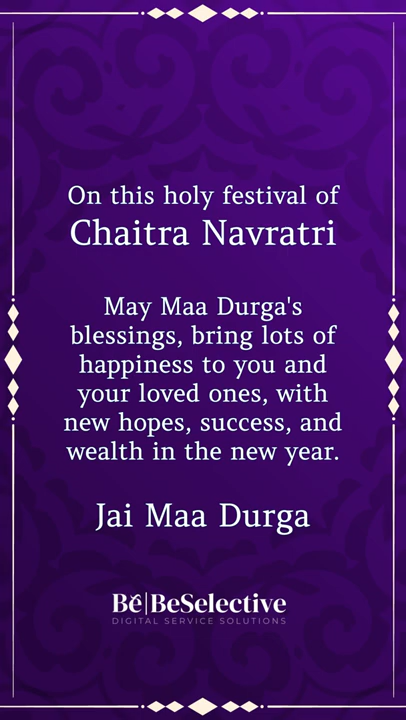 On this holy festival of
Chaitra Navratri
May Maa Durga's
blessings, bring lots of
happiness to you and
your loved ones, with
new hopes, success, and
wealth in the new year.
Jai Maa Durga
Be|BeSelective
DIGITAL SERVICE SOLUTIONS